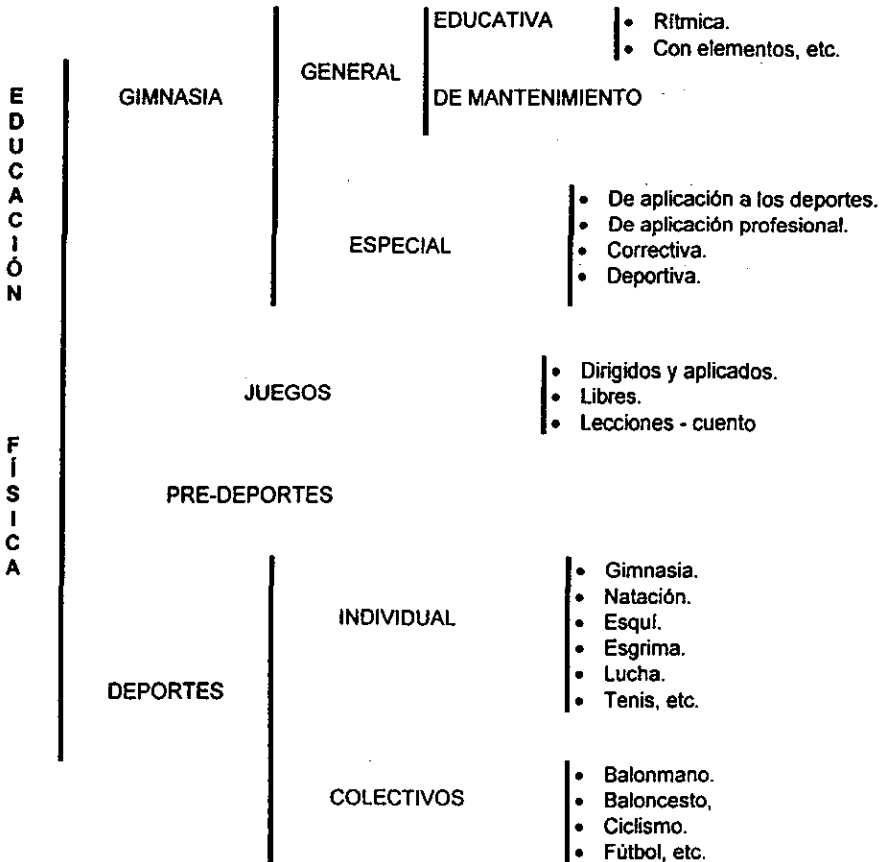 EDUCACIÓN FÍSICA
GIMNASIA
GENERAL
EDUCATIVA
• Rítmica.
• Con elementos, etc.
DE MANTENIMIENTO
ESPECIAL
• De aplicación a los deportes.
• De aplicación profesional.
• Correctiva.
• Deportiva.
JUEGOS
• Dirigidos y aplicados.
• Libres.
• Lecciones - cuento
PRE-DEPORTES
DEPORTES
INDIVIDUAL
• Gimnasia.
• Natación.
• Esquí.
• Esgrima.
• Lucha.
• Tenis, etc.
COLECTIVOS
• Balonmano.
• Baloncesto,
• Ciclismo.
• Fútbol, etc.